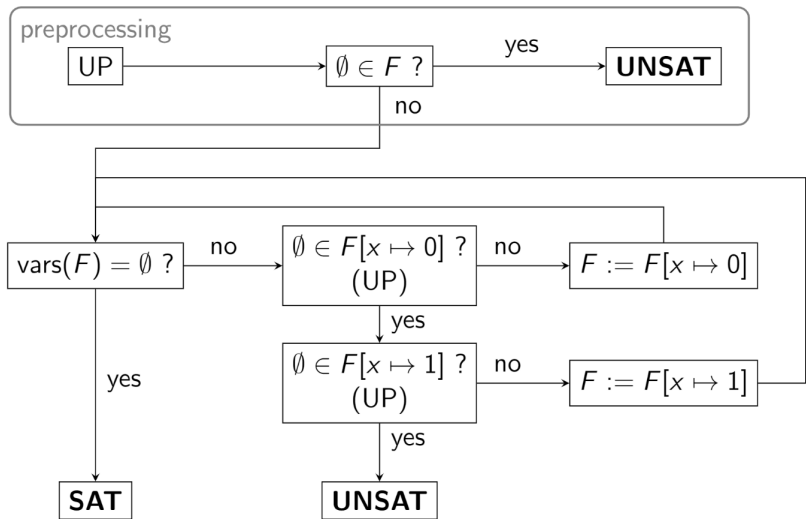 preprocessing
UP
∅ ∈ F ?
yes
UNSAT
no
vars(F) = ∅ ?
no
∅ ∈ F[x ↦ 0] ?
(UP)
no
F := F[x ↦ 0]
yes
yes
∅ ∈ F[x ↦ 1] ?
(UP)
no
F := F[x ↦ 1]
yes
SAT
UNSAT